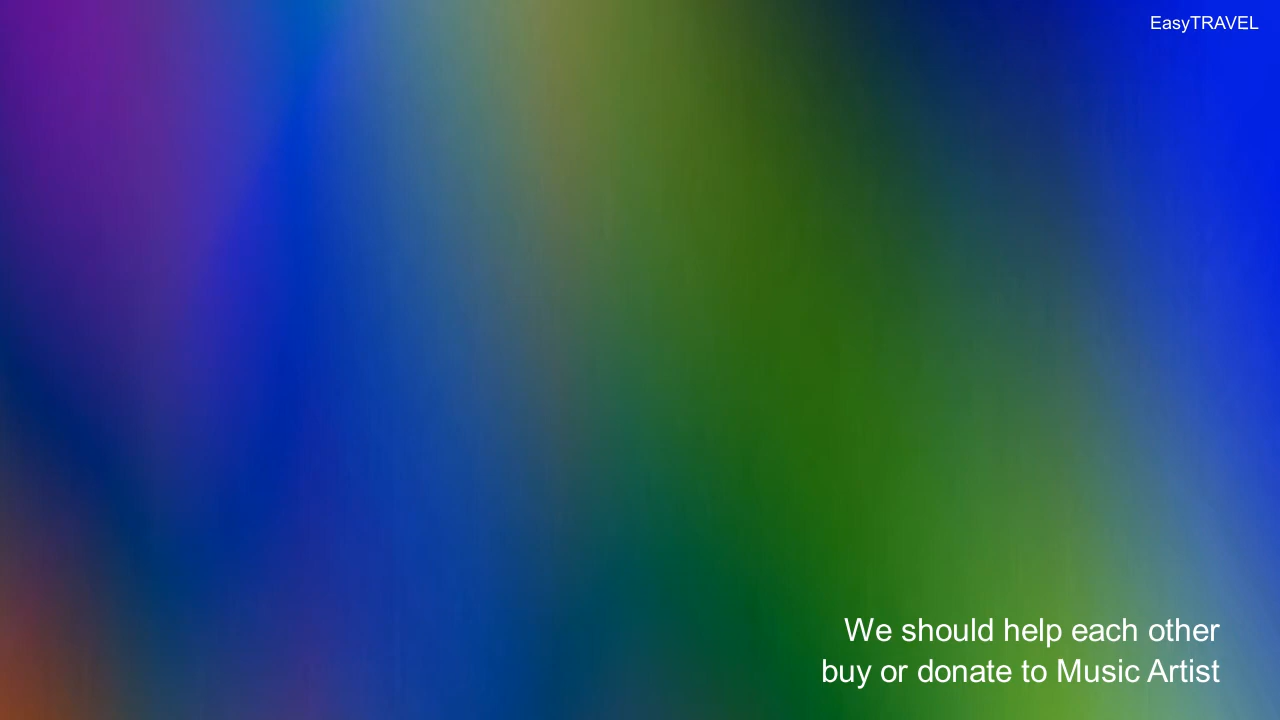 EasyTRAVEL
We should help each other
buy or donate to Music Artist